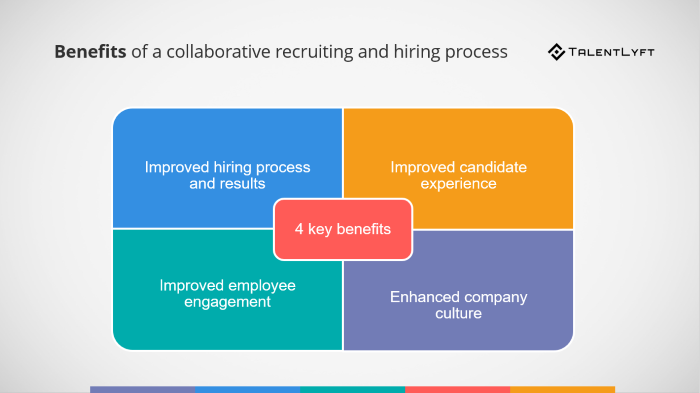 Benefits of a collaborative recruiting and hiring process
TALENTLYFT
Improved hiring process
and results
Improved candidate
experience
4 key benefits
Improved employee
engagement
Enhanced company
culture